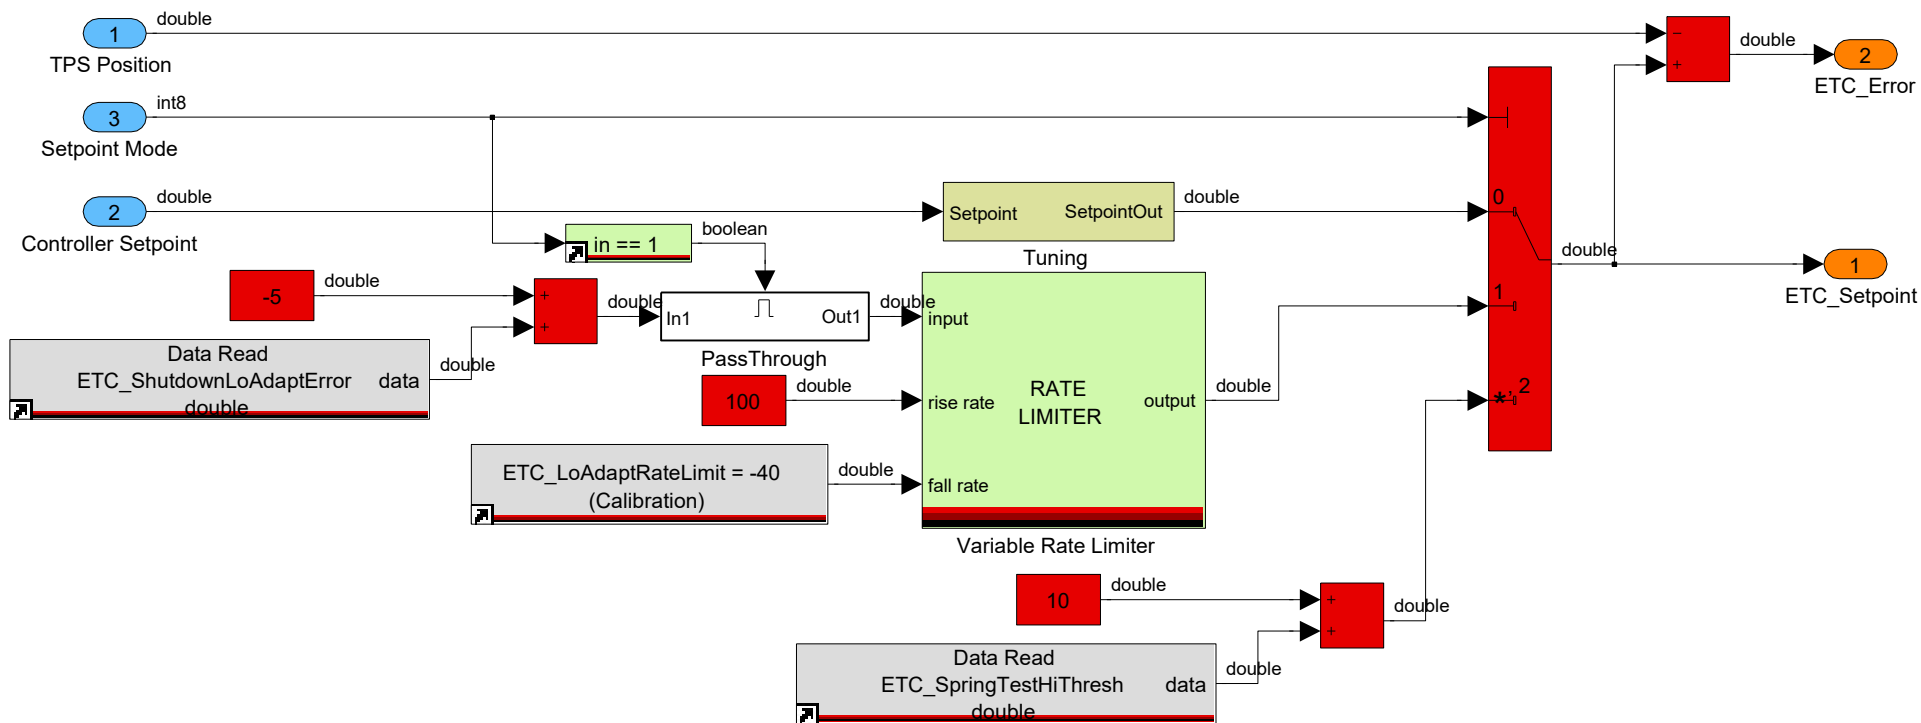 1
double
TPS Position
3
int8
Setpoint Mode
2
double
Controller Setpoint
in == 1
boolean
Setpoint
SetpointOut
double
Tuning
-5
double
+
+
double
Data Read
ETC_ShutdownLoAdaptError
data
double
double
In1
Out1
PassThrough
double
100
double
ETC_LoAdaptRateLimit = -40
(Calibration)
double
input
rise rate
fall rate
RATE
LIMITER
output
Variable Rate Limiter
double
10
double
+
+
double
Data Read
ETC_SpringTestHiThresh
data
double
double
0
1
*, 2
double
−
+
double
2
ETC_Error
1
ETC_Setpoint